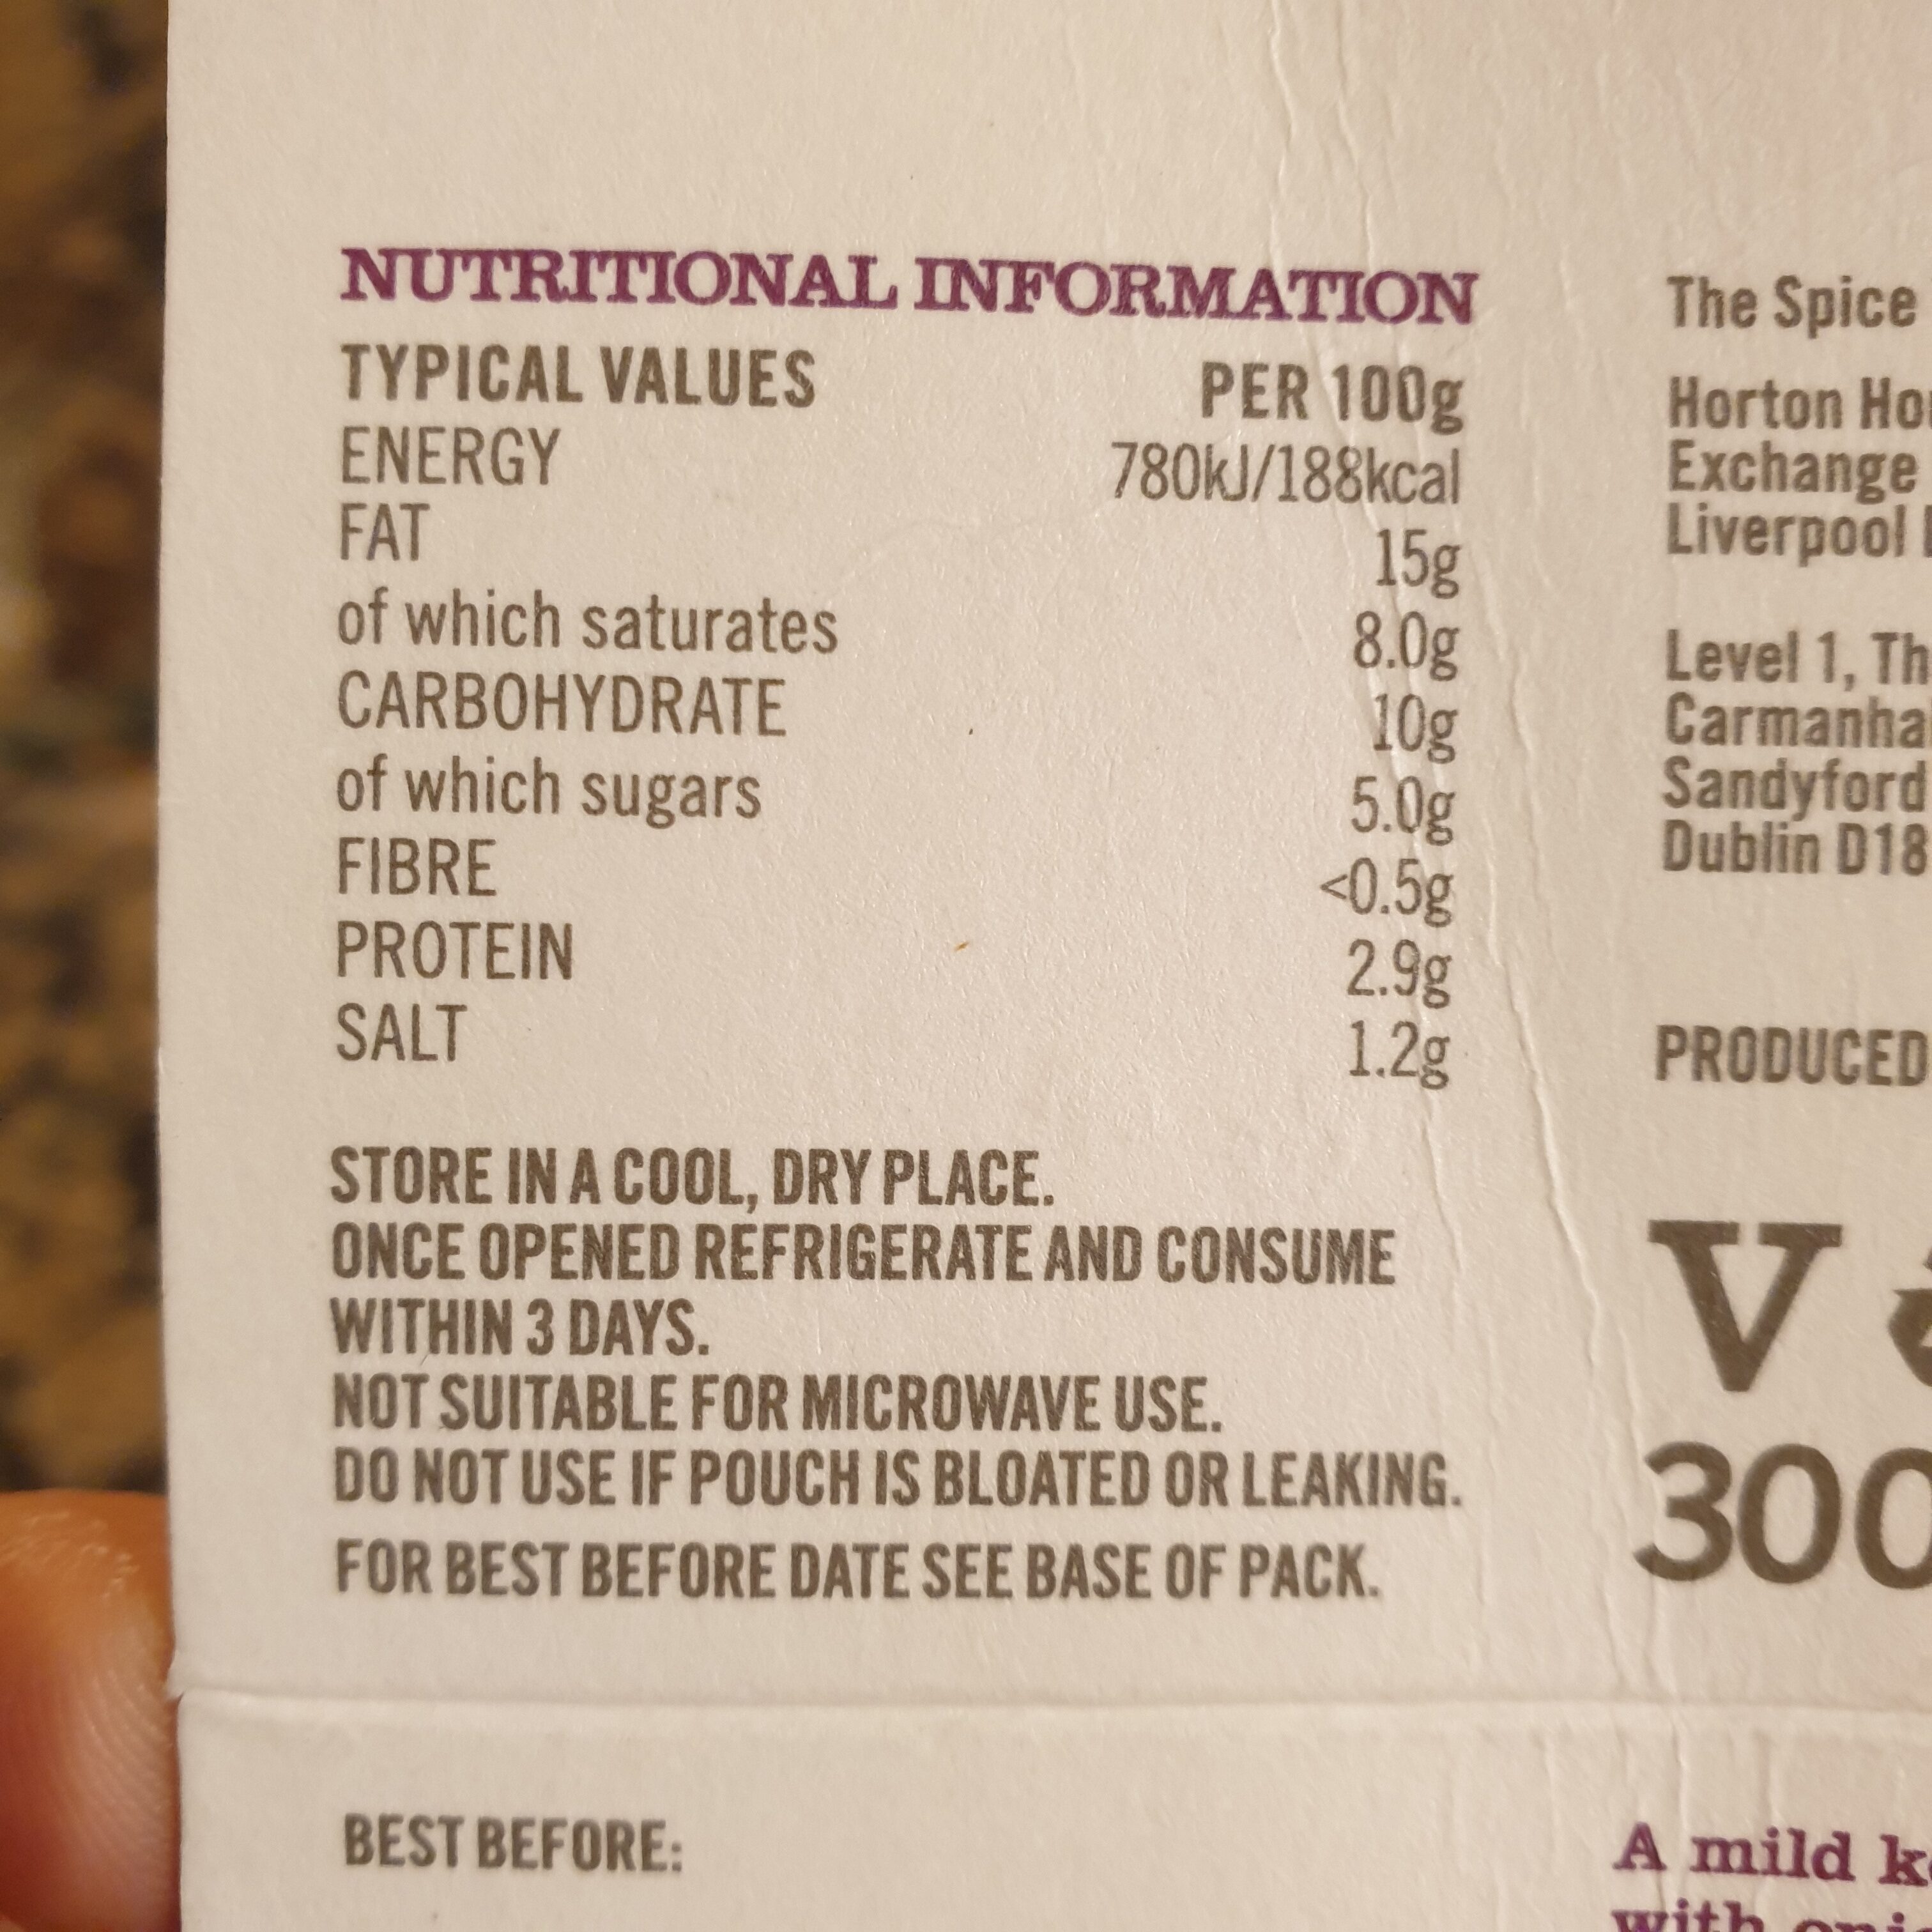 NUTRITIONAL INFORMATION
TYPICAL VALUES PER 100g
ENERGY 780kJ/188kcal
FAT 15g
of which saturates 8.0g
CARBOHYDRATE 10g
of which sugars 5.0g
FIBRE <0.5g
PROTEIN 2.9g
SALT 1.2g
STORE IN A COOL, DRY PLACE.
ONCE OPENED REFRIGERATE AND CONSUME
WITHIN 3 DAYS.
NOT SUITABLE FOR MICROWAVE USE.
DO NOT USE IF POUCH IS BLOATED OR LEAKING.
FOR BEST BEFORE DATE SEE BASE OF PACK.
BEST BEFORE:
The Spice
Horton
Exchange
Liverpool
Level 1,
Sandyford
Dublin D18
PRODUCED
V
300
A mild
with